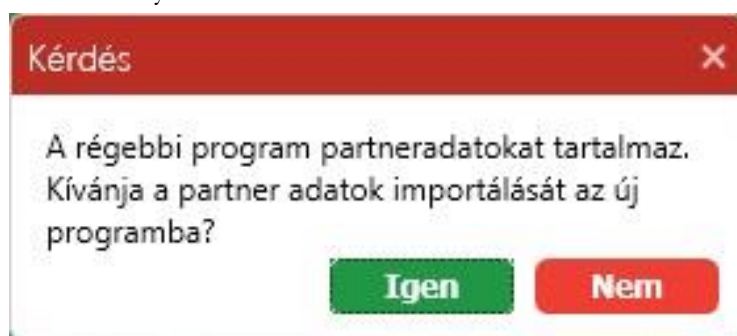 Kérdés ×
A régebbi program partneradatokat tartalmaz.
Kívánja a partner adatok importálását az új
programba?
Igen Nem